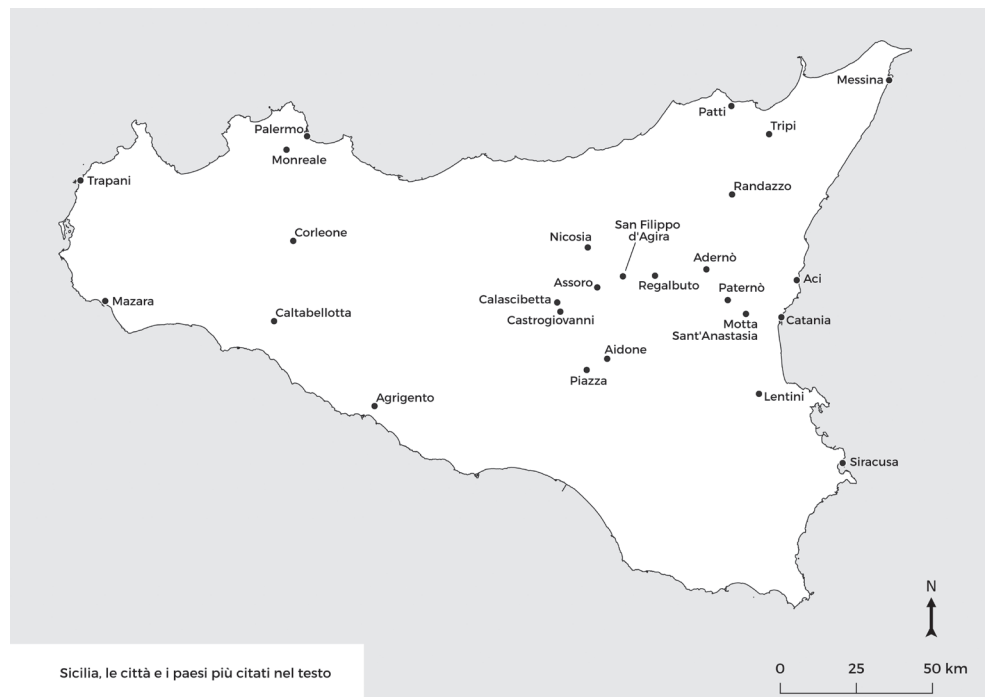 Messina
Patti
Tripi
Palermo
Monreale
Trapani
Randazzo
San Filippo
d'Agira
Corleone
Nicosia
Adernò
Aci
Assoro
Regalbuto
Paternò
Mazara
Calascibetta
Caltabellotta
Castrogiovanni
Motta
Sant'Anastasia
Catania
Aidone
Piazza
Agrigento
Lentini
Siracusa
N
Sicilia, le città e i paesi più citati nel testo
0 25 50 km